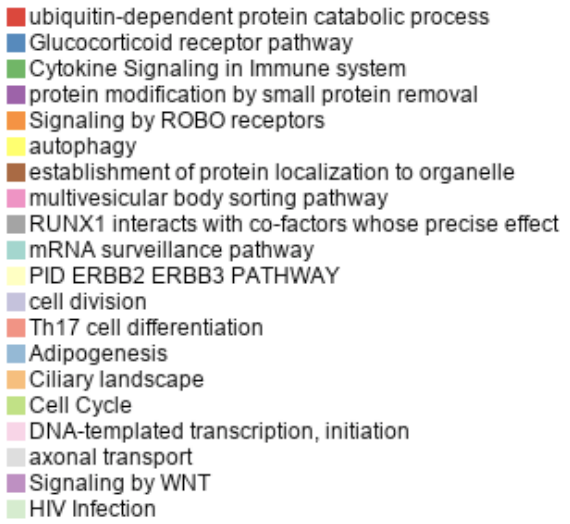 ubiquitin-dependent protein catabolic process
Glucocorticoid receptor pathway
Cytokine Signaling in Immune system
protein modification by small protein removal
Signaling by ROBO receptors
autophagy
establishment of protein localization to organelle
multivesicular body sorting pathway
RUNX1 interacts with co-factors whose precise effect
mRNA surveillance pathway
PID ERBB2 ERBB3 PATHWAY
cell division
Th17 cell differentiation
Adipogenesis
Ciliary landscape
Cell Cycle
DNA-templated transcription, initiation
axonal transport
Signaling by WNT
HIV Infection